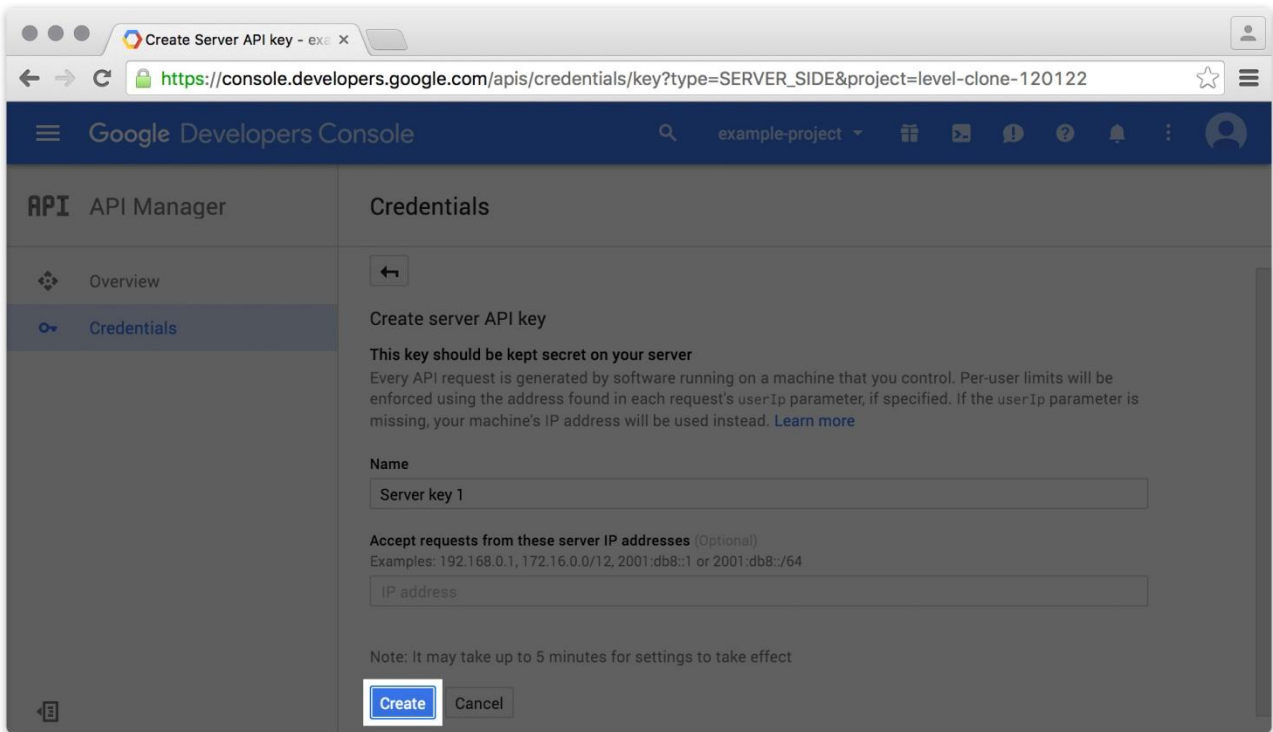 Create Server API key - exa
https://console.developers.google.com/apis/credentials/key?type=SERVER_SIDE&project=level-clone-120122
Google Developers Console
example-project
API API Manager
Credentials
Overview
Credentials
Create server API key
This key should be kept secret on your server
Every API request is generated by software running on a machine that you control. Per-user limits will be
enforced using the address found in each request's userIp parameter, if specified. If the userIp parameter is
missing, your machine's IP address will be used instead. Learn more
Name
Server key 1
Accept requests from these server IP addresses (Optional)
Examples: 192.168.0.1, 172.16.0.0/12, 2001:db8::1 or 2001:db8::/64
IP address
Note: It may take up to 5 minutes for settings to take effect
Create Cancel